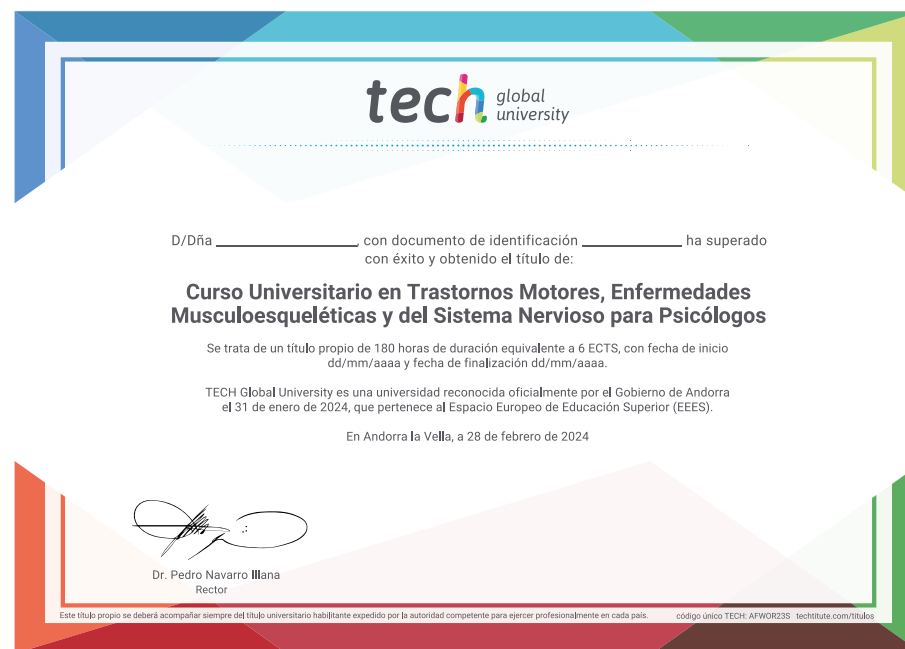 tech global university
D/Dña ____________, con documento de identificación ____________ ha superado
con éxito y obtenido el título de:
Curso Universitario en Trastornos Motores, Enfermedades
Musculoesqueléticas y del Sistema Nervioso para Psicólogos
Se trata de un título propio de 180 horas de duración equivalente a 6 ECTS, con fecha de inicio
dd/mm/aaaa y fecha de finalización dd/mm/aaaa.
TECH Global University es una universidad reconocida oficialmente por el Gobierno de Andorra
el 31 de enero de 2024, que pertenece al Espacio Europeo de Educación Superior (EEES).
En Andorra la Vella, a 28 de febrero de 2024
Dr. Pedro Navarro Illana
Rector
Este título propio se deberá acompañar siempre del título universitario habilitante expedido por la autoridad competente para ejercer profesionalmente en cada país. código único TECH: AFWOR23S techtitute.com/títulos